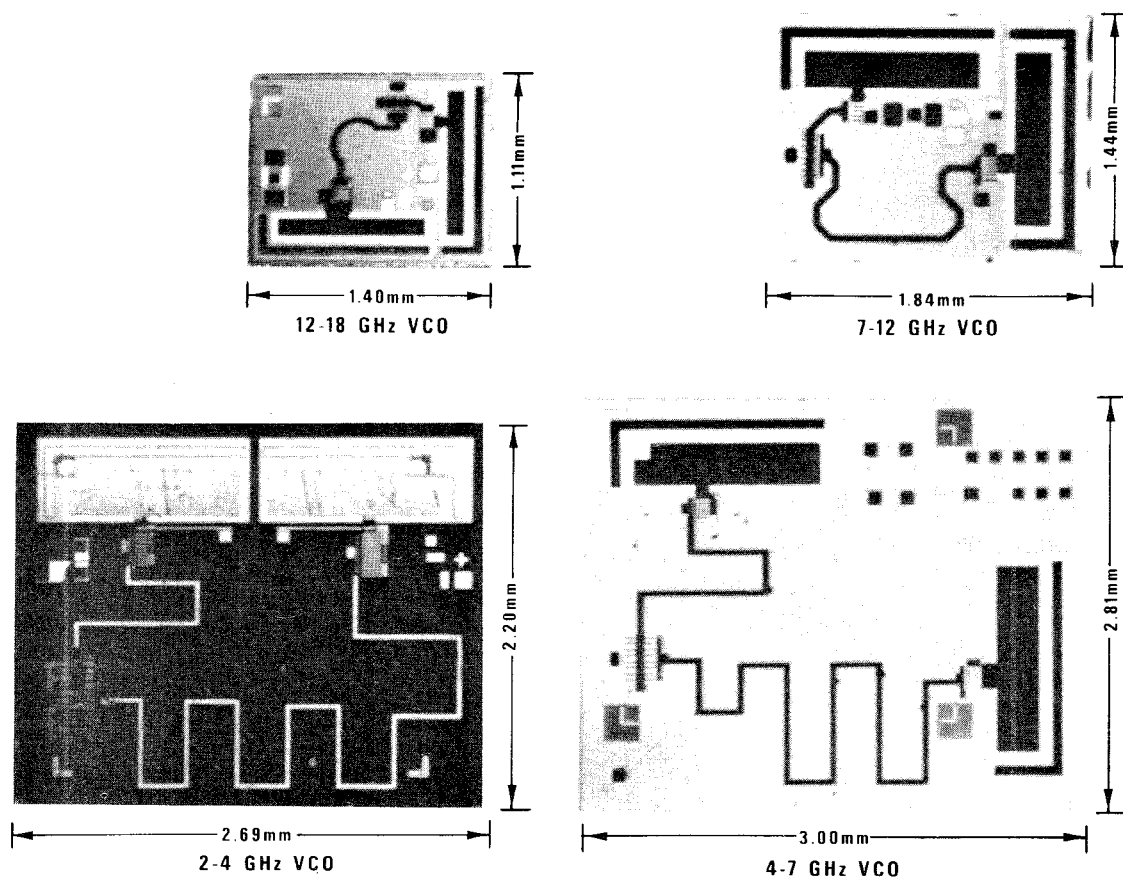 1.11mm
1.40mm
12-18 GHz VCO
1.44mm
1.84mm
7-12 GHz VCO
2.20mm
2.69mm
2-4 GHz VCO
2.81mm
3.00mm
4-7 GHz VCO